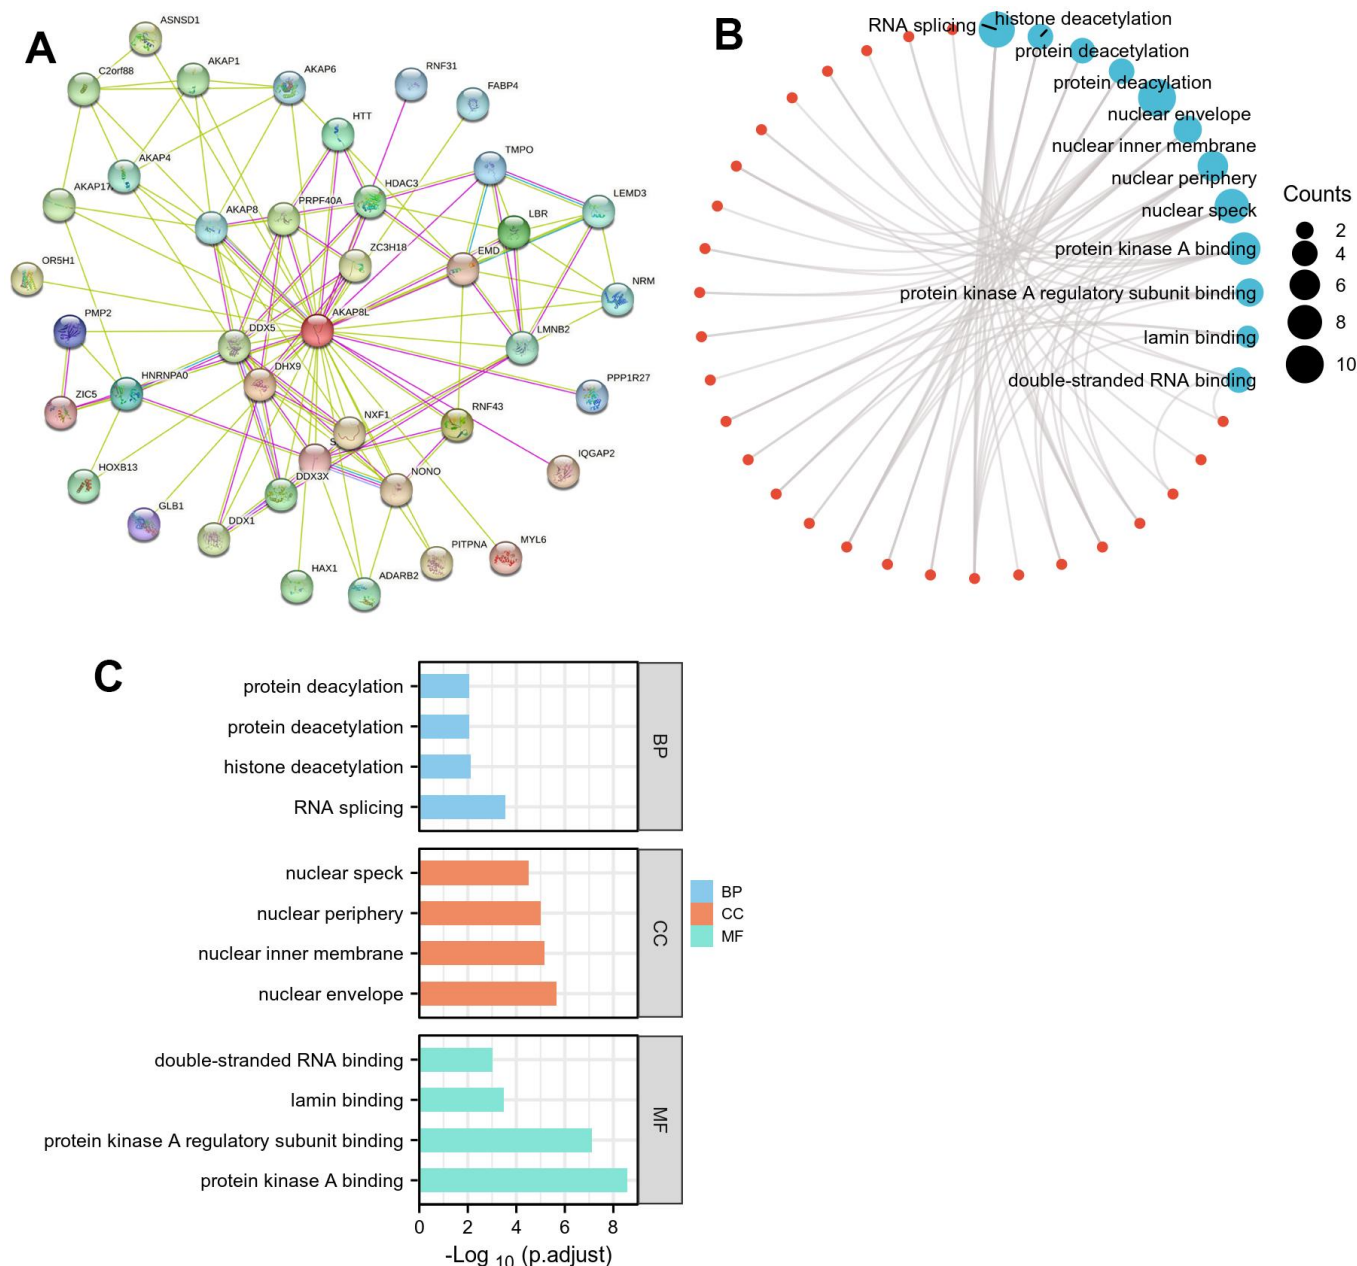 A
ASNSD1
C2orf88
AKAP1
AKAP6
RNF31
FABP4
HTT
TMPO
AKAP4
HDAC3
LEMD3
AKAP17
AKAP8
PRPF40A
LBR
ZC3H18
EMD
OR5H1
NRM
AKAP8L
PMP2
DDX5
LMNB2
DHX9
PPP1R27
HNRNPA0
ZIC5
NXF1
RNF43
S
IQGAP2
HOXB13
DDX3X
NONO
GLB1
DDX1
PITPNA
MYL6
HAX1
ADARB2
B
RNA splicing
histone deacetylation
protein deacetylation
protein deacylation
nuclear envelope
nuclear inner membrane
nuclear periphery
nuclear speck
protein kinase A binding
protein kinase A regulatory subunit binding
lamin binding
double-stranded RNA binding
Counts
2
4
6
8
10
C
protein deacylation
protein deacetylation
histone deacetylation
RNA splicing
BP
nuclear speck
nuclear periphery
nuclear inner membrane
nuclear envelope
CC
double-stranded RNA binding
lamin binding
protein kinase A regulatory subunit binding
protein kinase A binding
MF
0 2 4 6 8
-Log 10 (p.adjust)
BP
CC
MF